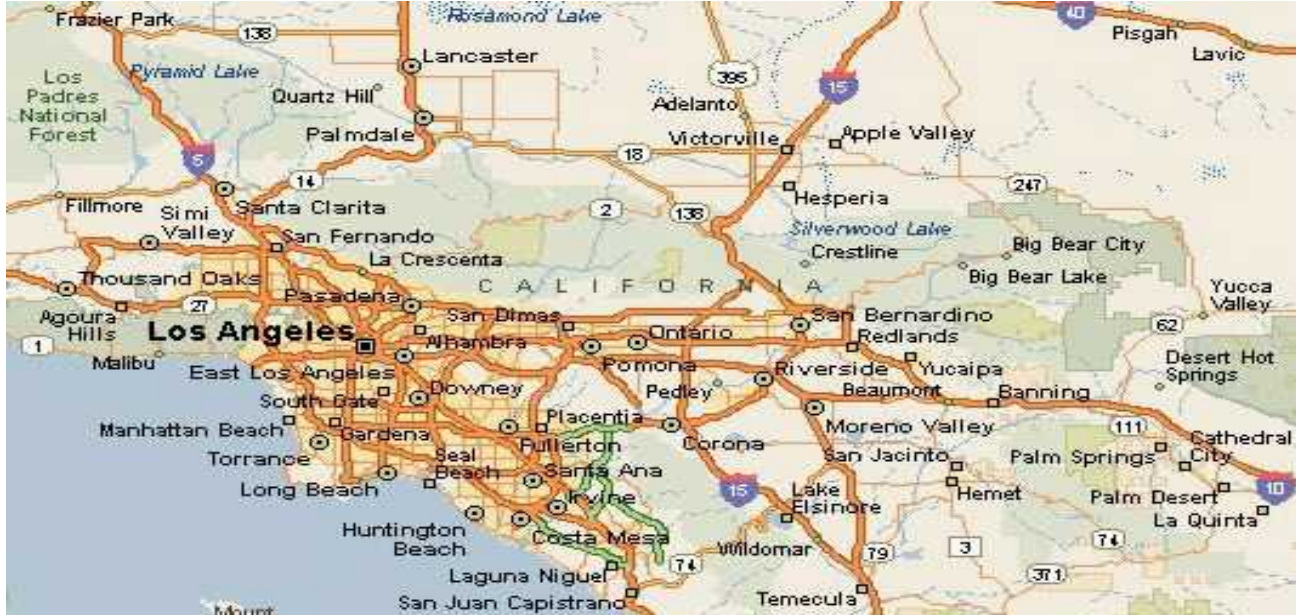 Frazier Park
138
Rosamond Lake
40
Pisgah
Lavic
Los
Padres
National
Forest
Pyramid Lake
Lancaster
395
15
Quartz Hill
Adelanto
Palmdale
Victorville
Apple Valley
5
18
14
247
Fillmore
Santa Clarita
Simi
Valley
2
138
Hesperia
San Fernando
Silverwood Lake
Crestline
Big Bear City
La Crescenta
Big Bear Lake
Thousand Oaks
CALIFORNIA
Yucca
Valley
27
Pasadena
Agoura
Hills
San Dimas
San Bernardino
62
Los Angeles
Ontario
Redlands
1
Malibu
Alhambra
Pomona
Yucaipa
Desert Hot
Springs
East Los Angeles
Downey
Pedley
Riverside
Beaumont
Banning
South Gate
Placentia
Manhattan Beach
Gardena
Fullerton
Corona
Moreno Valley
111
Cathedral
City
Torrance
Seal
Beach
Santa Ana
San Jacinto
Palm Springs
Long Beach
Irvine
15
Lake
Elsinore
Hemet
Palm Desert
10
La Quinta
Huntington
Beach
Costa Mesa
Wildomar
79
3
74
Laguna Niguel
74
371
San Juan Capistrano
Temecula
Mount